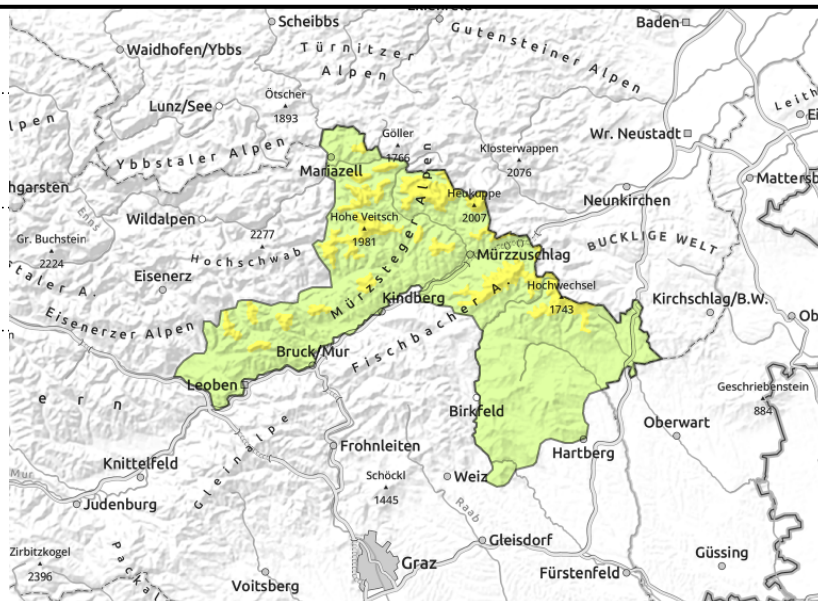 Scheibbs
Baden
Waidhofen/Ybbs
Türnitzer
Alpen
Gutensteiner Alpen
Ötscher
1893
Lunz/See
Göller
1766
Klosterwappen
2076
Wr. Neustadt
Ybbstaler Alpen
Mariazell
Neunkirchen
Heukuppe
2007
Wildalpen
Hohe Veitsch
1981
Gr. Buchstein
2224
Enns
2277
Hochschwab
Mürzsteger Alpen
Mürzzuschlag
BUCKLIGE WELT
Eisenerz
Hochwechsel
1743
Kirchschlag/B.W.
Kindberg
Eisenerzer Alpen
Fischbacher A.
Bruck/Mur
Leoben
Geschriebenstein
884
Birkfeld
Oberwart
Hartberg
Frohnleiten
Gleinalpe
Knittelfeld
Schöckl
1445
Weiz
Mur
Judenburg
Raab
Gleisdorf
Zirbitzkogel
2396
Graz
Güssing
Voitsberg
Fürstenfeld